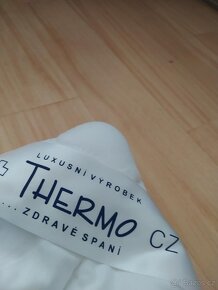 LUXUSNÍ VÝROBEK
THERMO CZ
...ZDRAVÉ SPANÍ